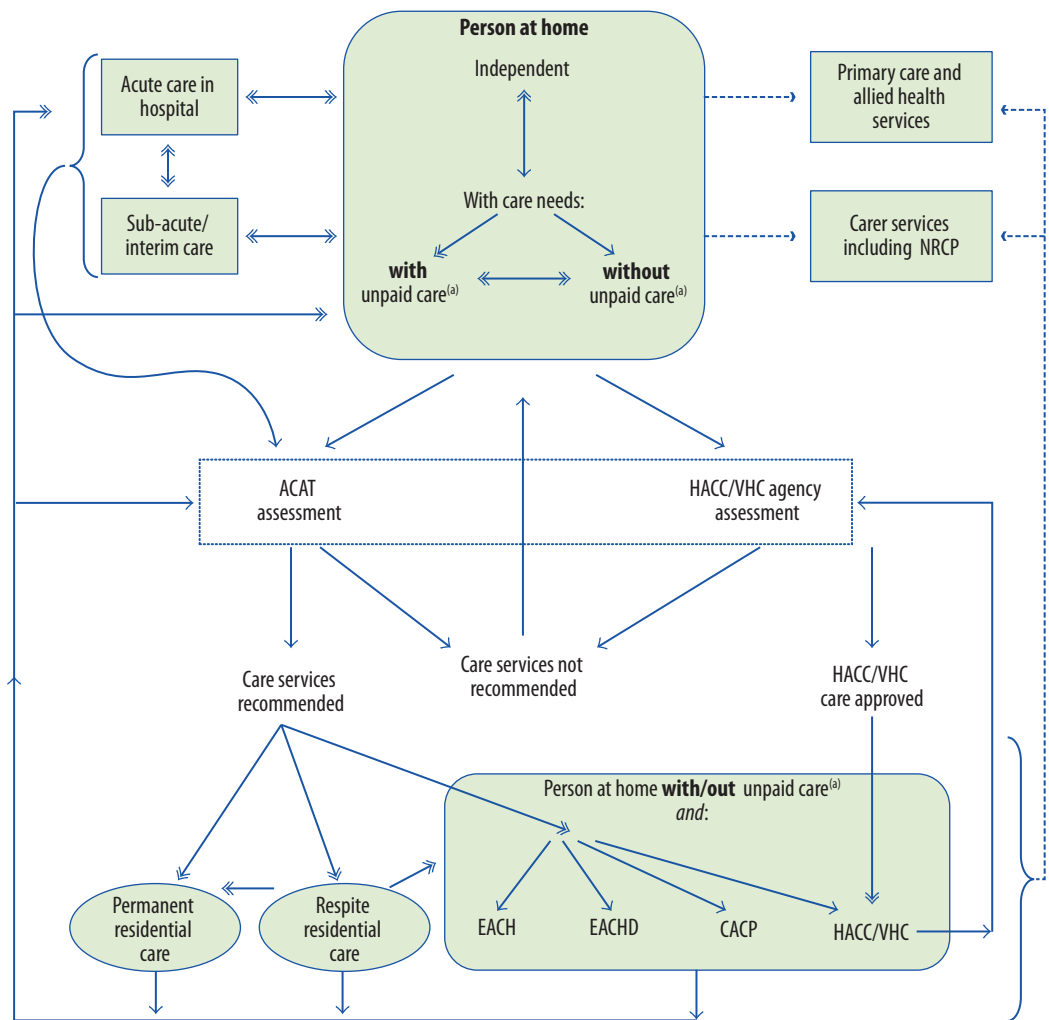 Person at home
Independent
With care needs:
with
unpaid care(a)
without
unpaid care(a)
Acute care in
hospital
Sub-acute/
interim care
Primary care and
allied health
services
Carer services
including NRCP
ACAT
assessment
HACC/VHC agency
assessment
Care services
recommended
Care services not
recommended
HACC/VHC
care approved
Person at home with/out unpaid care(a)
and:
EACH
EACHD
CACP
HACC/VHC
Permanent
residential
care
Respite
residential
care